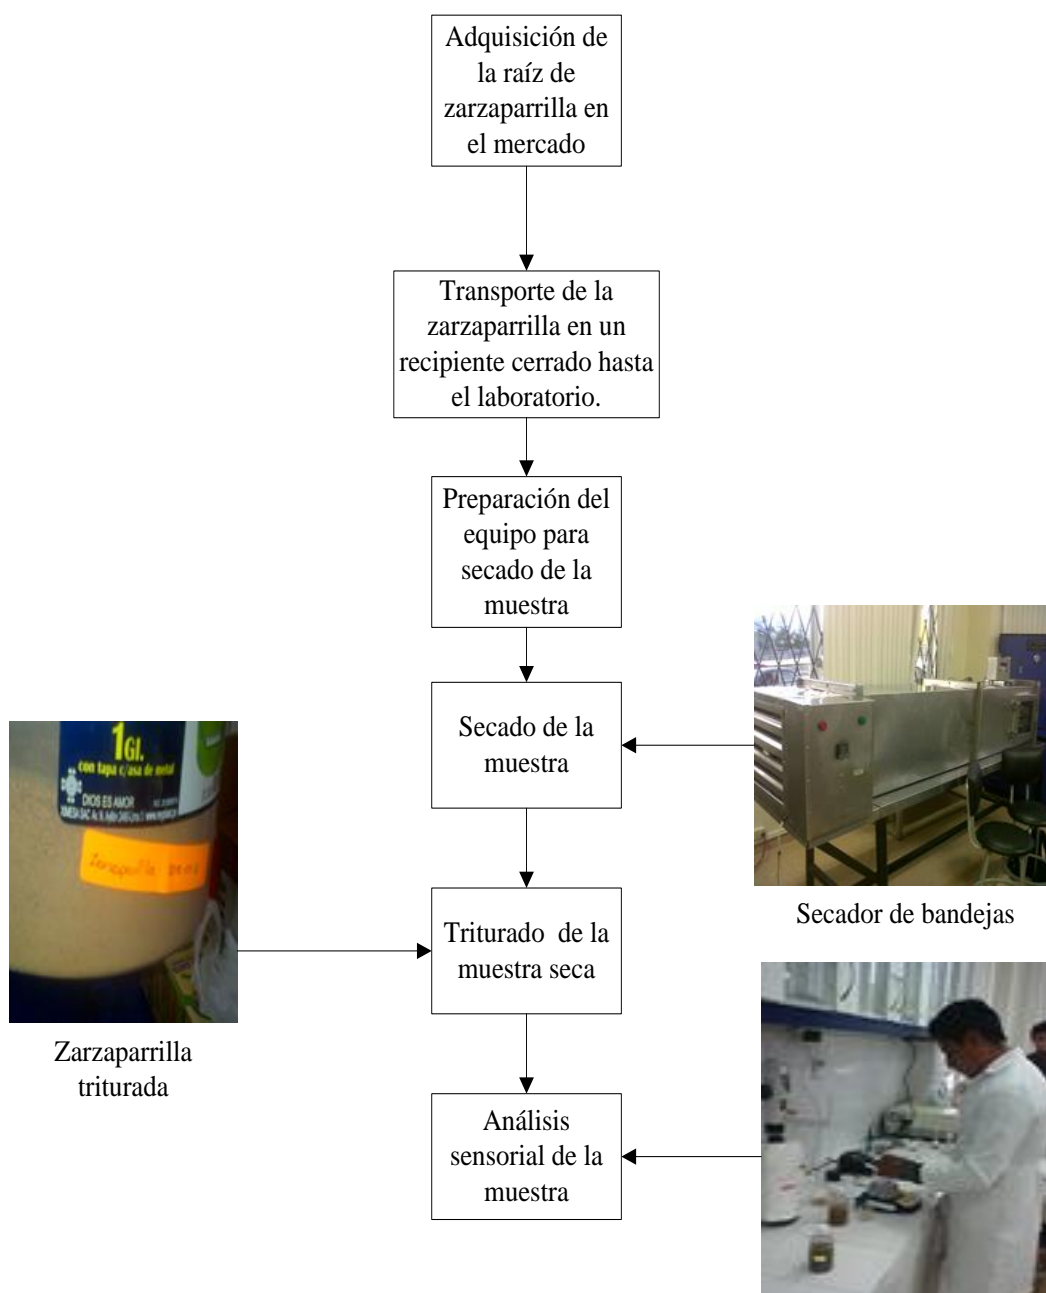 Adquisición de
la raíz de
zarzaparrilla en
el mercado
Transporte de la
zarzaparrilla en un
recipiente cerrado hasta
el laboratorio.
Preparación del
equipo para
secado de la
muestra
Secado de la
muestra
Secador de bandejas
1Gl.
con tapa c/asa de metal
DIOS ES AMOR
Triturado de la
muestra seca
Zarzaparrilla
triturada
Análisis
sensorial de la
muestra